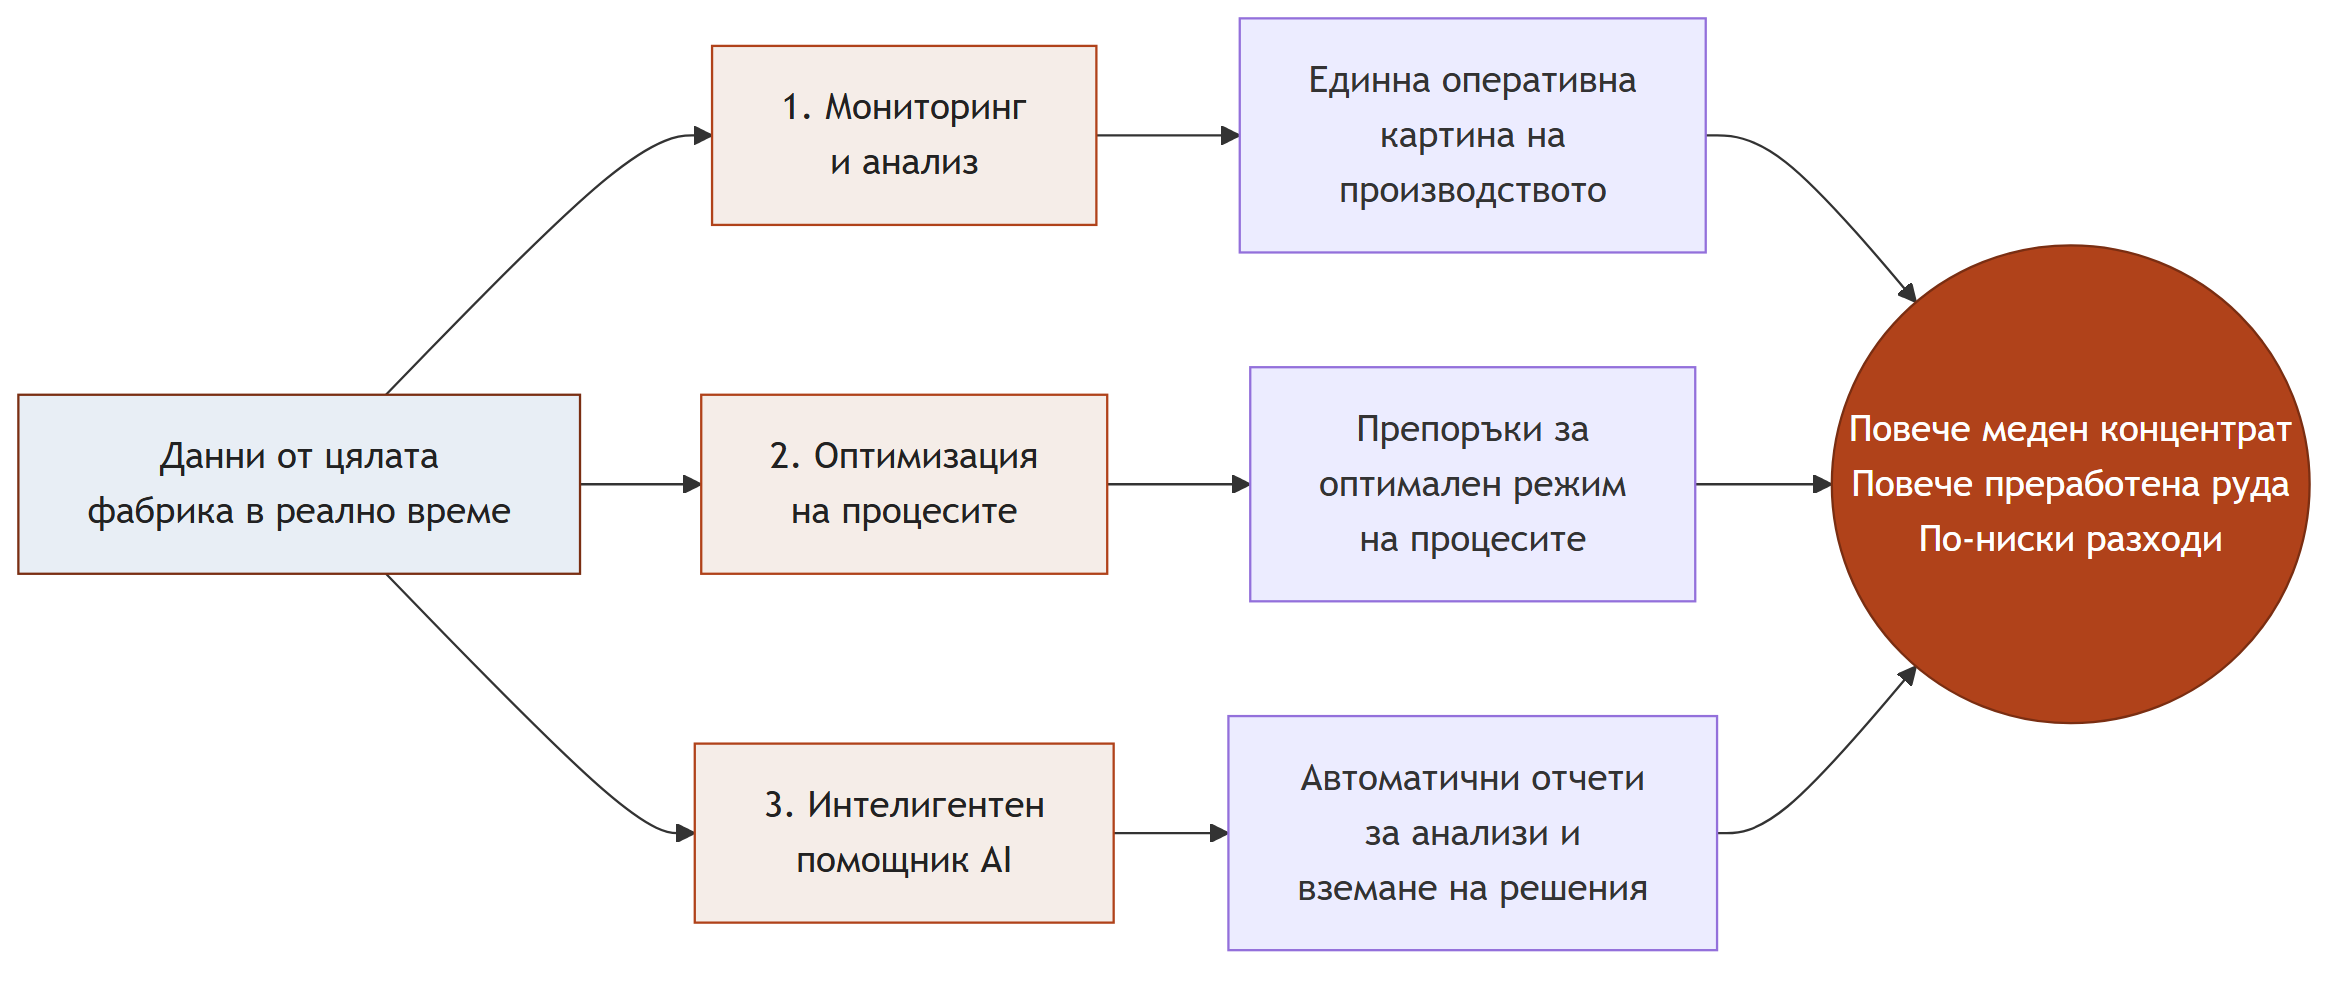 Данни от цялата
фабрика в реално време
1. Мониторинг
и анализ
Единна оперативна
картина на
производството
2. Оптимизация
на процесите
Препоръки за
оптимален режим
на процесите
3. Интелигентен
помощник AI
Автоматични отчети
за анализи и
вземане на решения
Повече меден концентрат
Повече преработена руда
По-ниски разходи